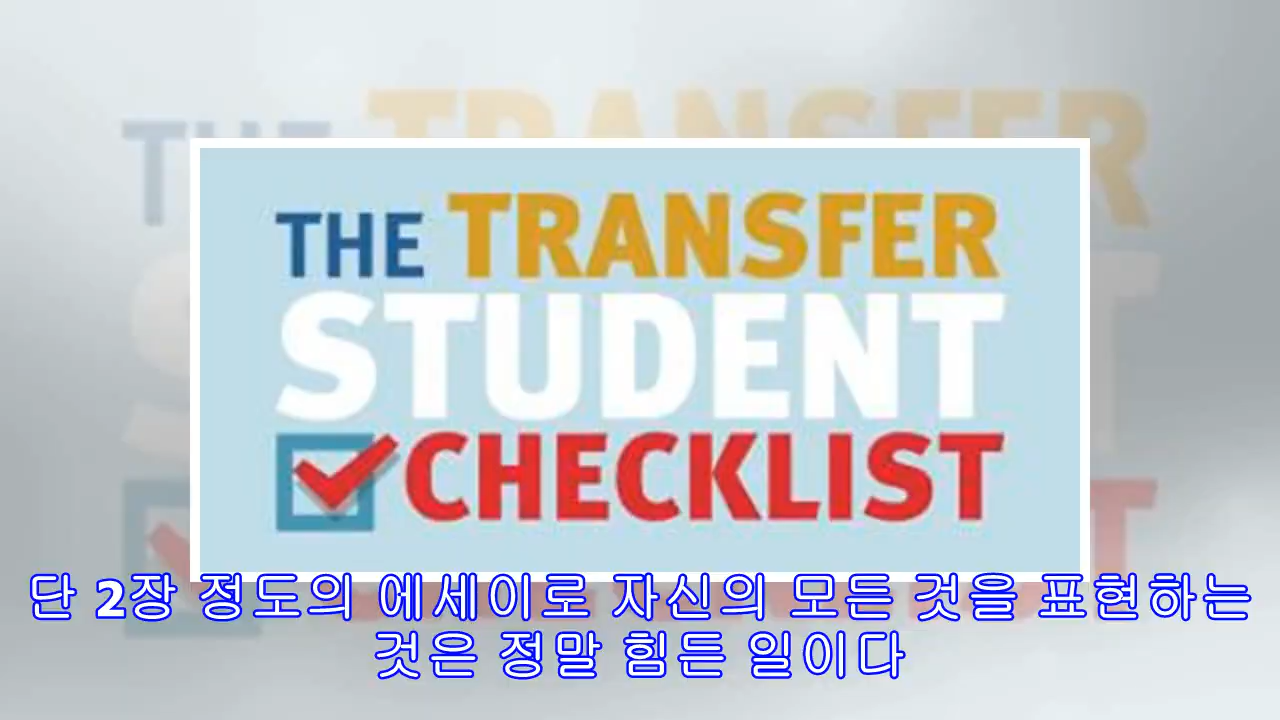 THE TRANSFER
STUDENT
CHECKLIST
단 2장 정도의 에세이로 자신의 모든 것을 표현하는
것은 정말 힘든 일이다